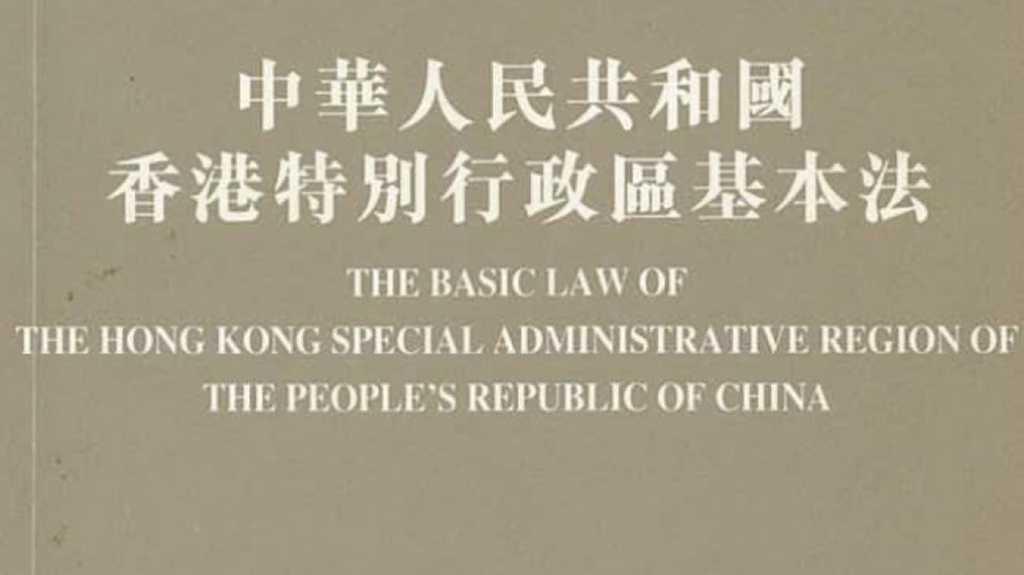 中華人民共和國
香港特別行政區基本法
THE BASIC LAW OF
THE HONG KONG SPECIAL ADMINISTRATIVE REGION OF
THE PEOPLE'S REPUBLIC OF CHINA